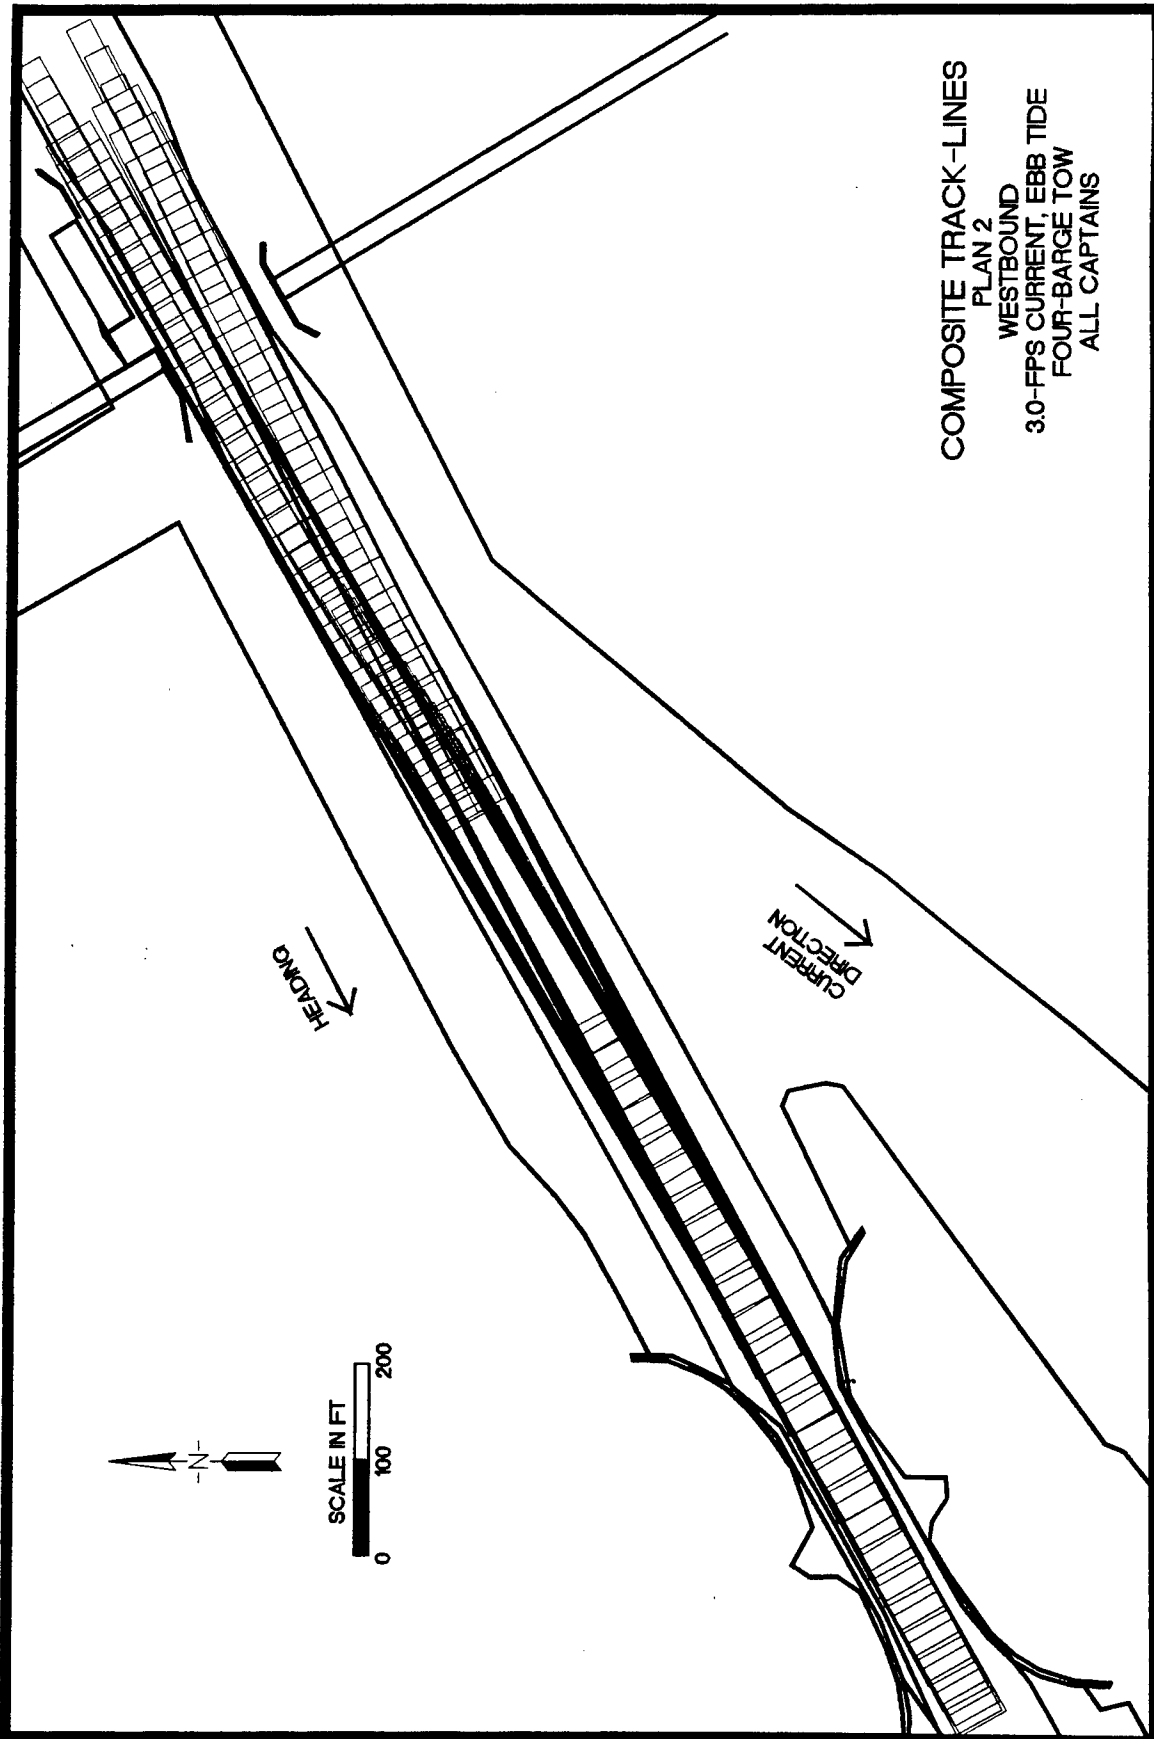 COMPOSITE TRACK-LINES
PLAN 2
WESTBOUND
3.0-FPS CURRENT, EBB TIDE
FOUR-BARGE TOW
ALL CAPTAINS
HEADING
CURRENT
DIRECTION
-N-
SCALE IN FT
0 100 200